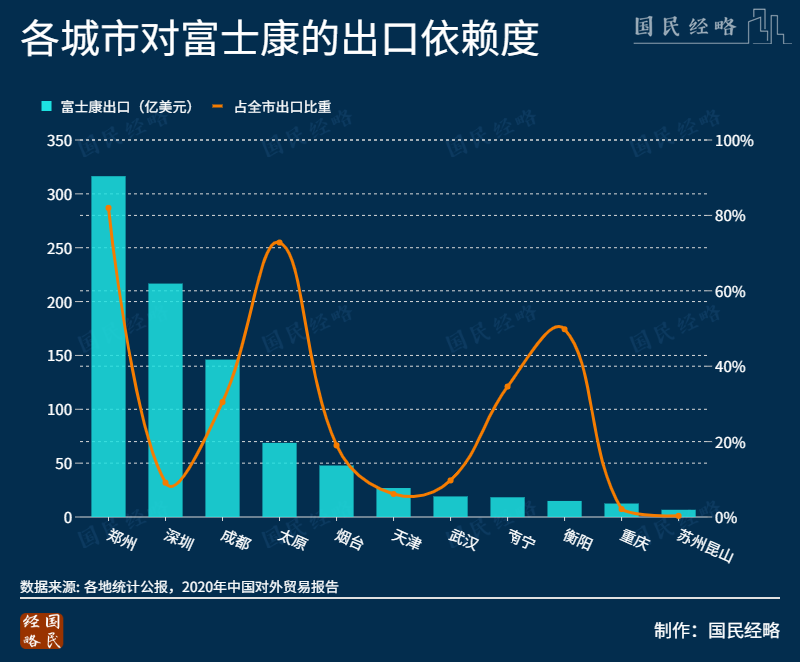 各城市对富士康的出口依赖度
国民经略
富士康出口（亿美元）
占全市出口比重
350
300
250
200
150
100
50
0
100%
80%
60%
40%
20%
0%
郑州
深圳
成都
太原
烟台
天津
武汉
南宁
衡阳
重庆
苏州昆山
数据来源: 各地统计公报，2020年中国对外贸易报告
国民经略
制作：国民经略